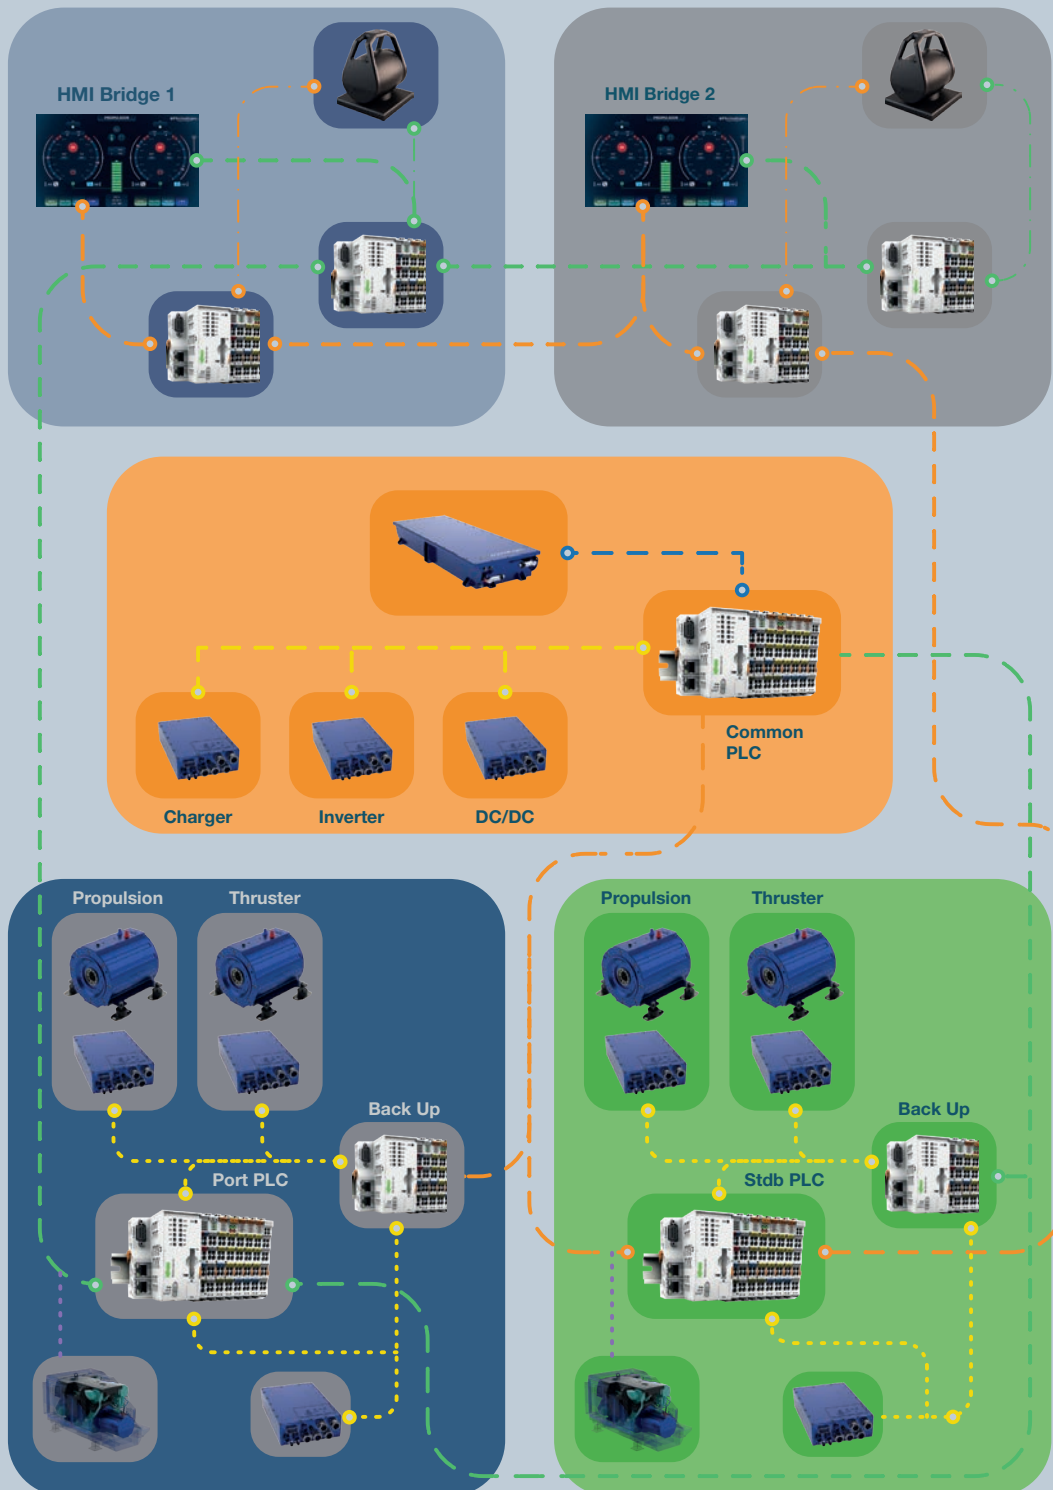 HMI Bridge 1
HMI Bridge 2
Common
PLC
Charger
Inverter
DC/DC
Propulsion
Thruster
Back Up
Port PLC
Propulsion
Thruster
Back Up
Stdb PLC